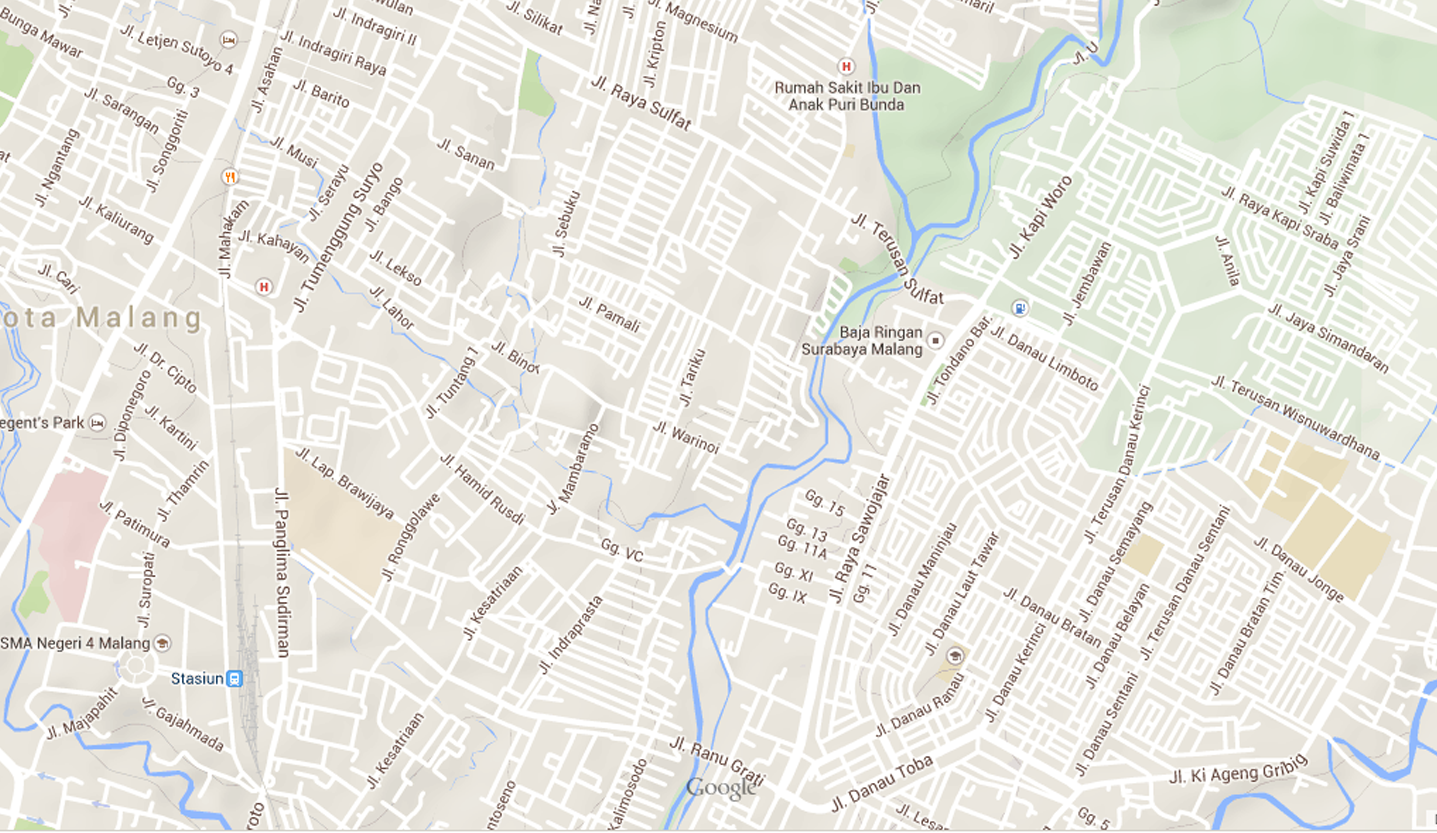 Jl. Silikat
Jl. Magnesium
Jl. Indragiri II
Bunga Mawar
Jl. Letjen Sutoyo 4
Jl. Indragiri Raya
Jl. Kripton
Jl. U
Gg. 3
Jl. Asahan
Rumah Sakit Ibu Dan
Anak Puri Bunda
Jl. Sarangan
Jl. Barito
Jl. Raya Sulfat
Jl. Songgoriti
Jl. Musi
Jl. Sanan
Jl. Kapi Suwida 1
Jl. Baliwinata 1
Jl. Ngantang
Jl. Serayu
Jl. Tumenggung Suryo
Jl. Bango
Jl. Sebuku
Jl. Kapi Woro
Jl. Raya Kapi Sraba
Jl. Kaliurang
Jl. Mahakam
Jl. Kahayan
Jl. Lekso
Jl. Terusan Sulfat
Jl. Jembawan
Jl. Anila
Jl. Jaya Srani
Jl. Cari
Jl. Lahor
Jl. Pamali
ota Malang
Jl. Jaya Simandaran
Baja Ringan
Surabaya Malang
Jl. Tondano Bar.
Jl. Danau Limboto
Jl. Dr. Cipto
Jl. Tuntang 1
Jl. Tariku
Jl. Terusan Wisnuwardhana
egent's Park
Jl. Diponegoro
Jl. Kartini
Jl. Warinoi
Jl. Terusan Danau Kerinci
Jl. Thamrin
Jl. Lap. Brawijaya
Jl. Hamid Rusdi
Jl. Mambaramo
Gg. 15
Jl. Patimura
Jl. Panglima Sudirman
Jl. Ronggolawe
Gg. 13
Gg. 11A
Gg. VC
Gg. XI
Gg. IX
Jl. Raya Sawojajar
Gg. 11
Jl. Danau Maninjau
Jl. Danau Laut Tawar
Jl. Danau Semayang
Jl. Terusan Danau Sentani
Jl. Danau Jonge
Jl. Suropati
Jl. Kesatriaan
Jl. Indraprasta
Jl. Danau Bratan
Jl. Danau Belayan
Jl. Danau Bratan Tim.
SMA Negeri 4 Malang
Stasiun
Jl. Danau Kerinci
Jl. Danau Ranau
Jl. Danau Sentani
Jl. Majapahit
Jl. Gajahmada
Jl. Kesatriaan
Jl. Ranu Grati
Jl. Danau Toba
Jl. Ki Ageng Gribig
Google
Kalimosodo
Gg. 5